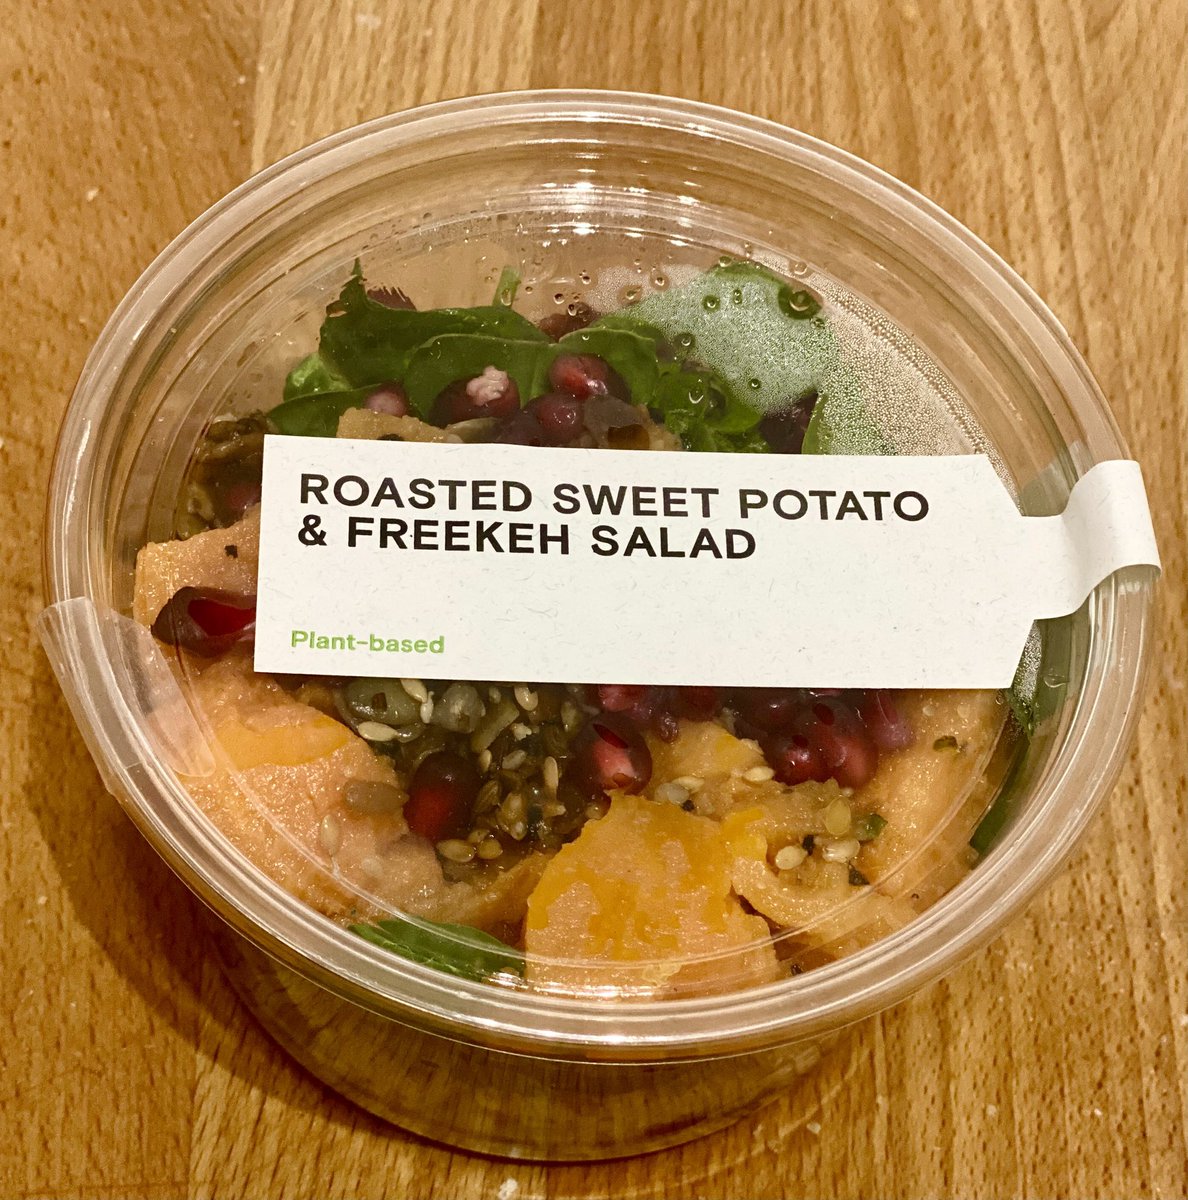 ROASTED SWEET POTATO
& FREEKEH SALAD
Plant-based